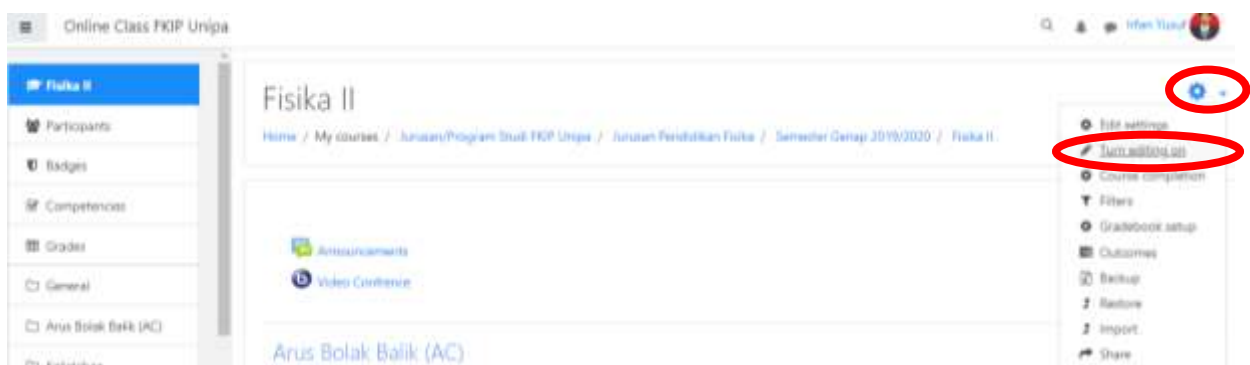 Online Class FKIP Unipa
Irfan Yusuf
Fisika II
Participants
Badges
Competencies
Grades
General
Arus Bolak Balik (AC)
Fisika II
Home / My courses / Jurusan/Program Studi FKIP Unipa / Jurusan Pendidikan Fisika / Semester Genap 2019/2020 / Fisika II
Announcements
Video Confrence
Arus Bolak Balik (AC)
Edit settings
Turn editing on
Course completion
Filters
Gradebook setup
Outcomes
Backup
Restore
Import
Share